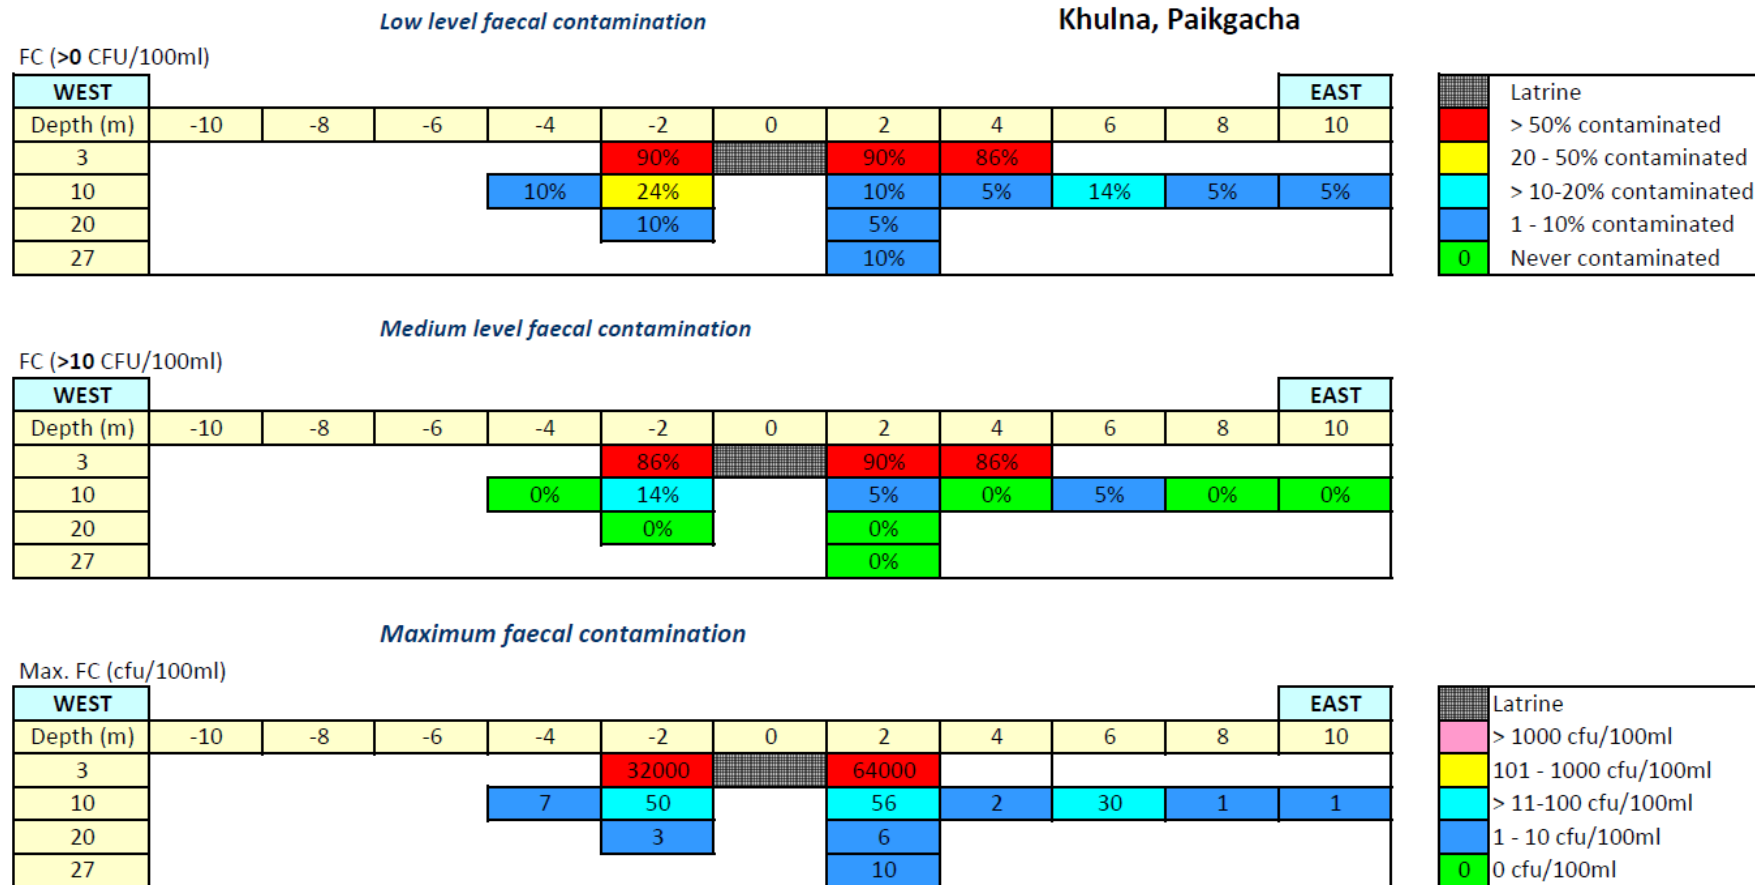 Low level faecal contamination Khulna, Paikgacha
FC (>0 CFU/100ml)
WEST EAST Latrine
Depth (m) -10 -8 -6 -4 -2 0 2 4 6 8 10 > 50% contaminated
3 90% 90% 86% 20 - 50% contaminated
10 10% 24% 10% 5% 14% 5% 5% > 10-20% contaminated
20 10% 5% 1 - 10% contaminated
27 10% 0 Never contaminated
Medium level faecal contamination
FC (>10 CFU/100ml)
WEST EAST
Depth (m) -10 -8 -6 -4 -2 0 2 4 6 8 10
3 86% 90% 86%
10 0% 14% 5% 0% 5% 0% 0%
20 0% 0%
27 0%
Maximum faecal contamination
Max. FC (cfu/100ml)
WEST EAST Latrine
Depth (m) -10 -8 -6 -4 -2 0 2 4 6 8 10 > 1000 cfu/100ml
3 32000 64000 101 - 1000 cfu/100ml
10 7 50 56 2 30 1 1 > 11-100 cfu/100ml
20 3 6 1 - 10 cfu/100ml
27 10 0 0 cfu/100ml